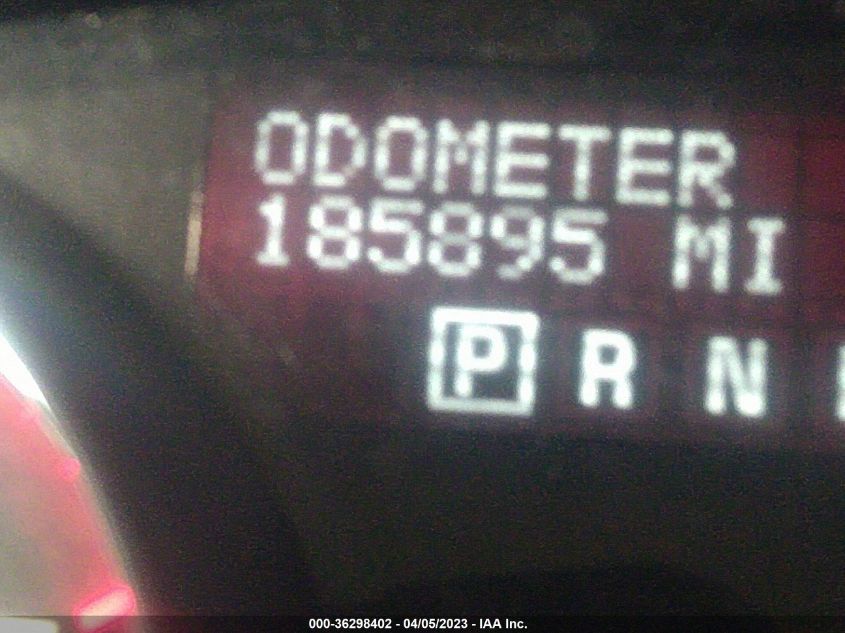 ODOMETER
185895 MI
P R N
000-36298402 - 04/05/2023 - IAA Inc.